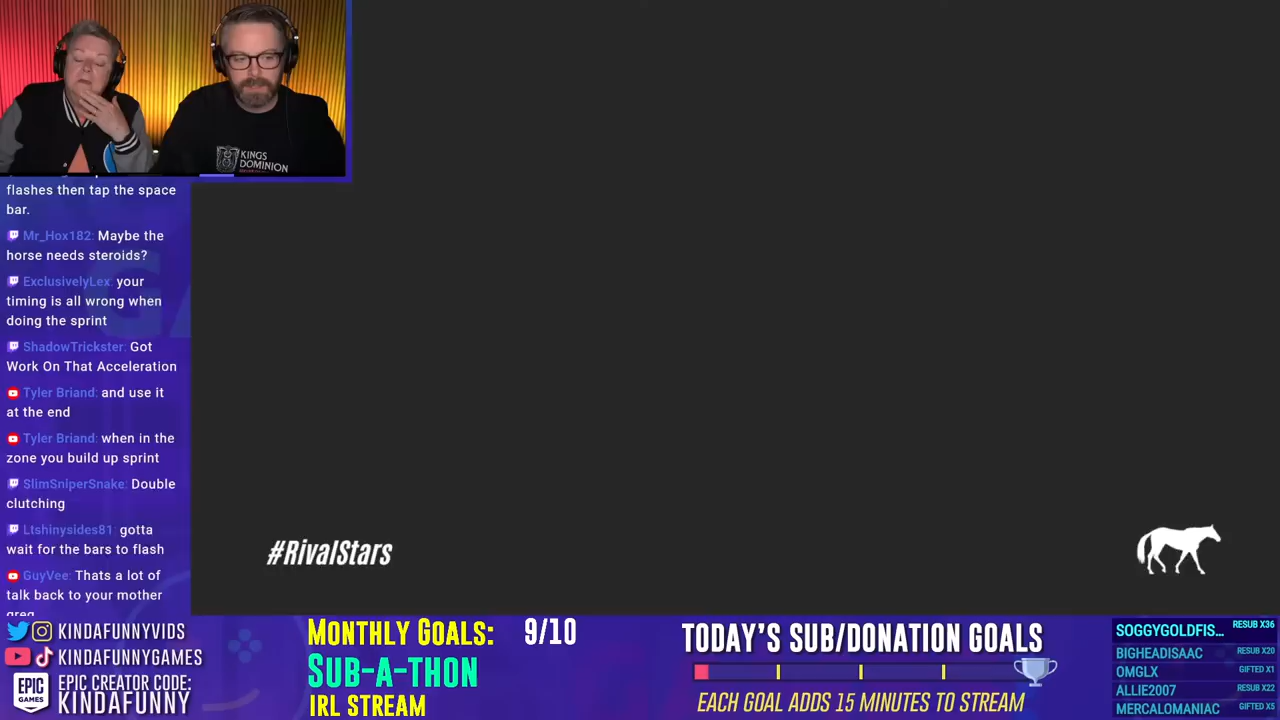 KINGS
DOMINION
flashes then tap the space
bar.
Mr_Hox182: Maybe the
horse needs steroids?
ExclusivelyLex: your
timing is all wrong when
doing the sprint
ShadowTrickster: Got
Work On That Acceleration
Tyler Briand: and use it
at the end
Tyler Briand: when in the
zone you build up sprint
SlimSniperSnake: Double
clutching
Ltshinysides81: gotta
wait for the bars to flash
GuyVee: Thats a lot of
talk back to your mother
greg
#RivalStars
KINDAFUNNYVIDS
KINDAFUNNYGAMES
EPIC
GAMES
EPIC CREATOR CODE:
KINDAFUNNY
MONTHLY GOALS: 9/10
SUB-A-THON
IRL STREAM
TODAY'S SUB/DONATION GOALS
EACH GOAL ADDS 15 MINUTES TO STREAM
SOGGYGOLDFIS... RESUB X36
BIGHEADISAAC RESUB X20
OMGLX GIFTED X1
ALLIE2007 RESUB X22
MERCALOMANIAC GIFTED X5